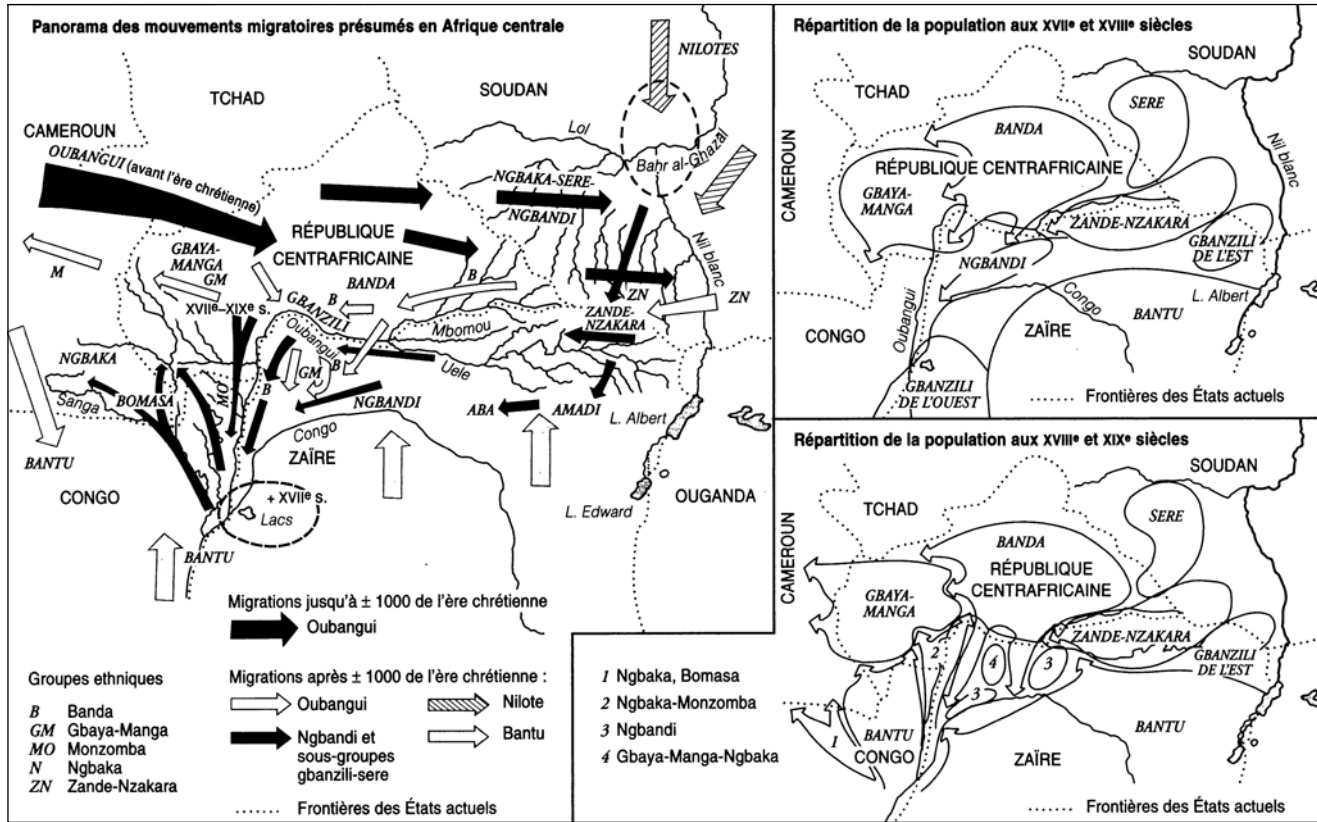 Panorama des mouvements migratoires présumés en Afrique centrale
NILOTES
TCHAD
SOUDAN
CAMEROUN
Lol
Bahr al-Ghazal
OUBANGUI (avant l'ère chrétienne)
NGBAKA-SERE-
NGBANDI
RÉPUBLIQUE
CENTRAFRICAINE
GBAYA-
MANGA
GM
M
B
BANDA
Nil blanc
ZN
ZN
XVIIe–XIXe s.
GBANZILI
B
ZANDE-
NZAKARA
Oubangui
Mbomou
Uele
NGBAKA
GM
B
MO
B
BOMASA
Sanga
NGBANDI
ABA
AMADI
L. Albert
Congo
ZAÏRE
BANTU
CONGO
+ XVIIe s.
Lacs
L. Edward
OUGANDA
BANTU
Migrations jusqu'à ± 1000 de l'ère chrétienne
Oubangui
Groupes ethniques
B Banda
GM Gbaya-Manga
MO Monzomba
N Ngbaka
ZN Zande-Nzakara
Migrations après ± 1000 de l'ère chrétienne :
Oubangui
Nilote
Ngbandi et
sous-groupes
gbanzili-sere
Bantu
Frontières des États actuels
Répartition de la population aux XVIIe et XVIIIe siècles
SOUDAN
TCHAD
SERE
BANDA
CAMEROUN
RÉPUBLIQUE CENTRAFRICAINE
Nil blanc
GBAYA-
MANGA
ZANDE-NZAKARA
NGBANDI
GBANZILI
DE L'EST
Oubangui
Congo
L. Albert
CONGO
ZAÏRE
BANTU
GBANZILI
DE L'OUEST
Frontières des États actuels
Répartition de la population aux XVIIIe et XIXe siècles
SOUDAN
TCHAD
SERE
BANDA
CAMEROUN
RÉPUBLIQUE
CENTRAFRICAINE
GBAYA-
MANGA
ZANDE-NZAKARA
2
4
3
GBANZILI
DE L'EST
3
1
BANTU
CONGO
BANTU
ZAÏRE
Frontières des États actuels
1 Ngbaka, Bomasa
2 Ngbaka-Monzomba
3 Ngbandi
4 Gbaya-Manga-Ngbaka